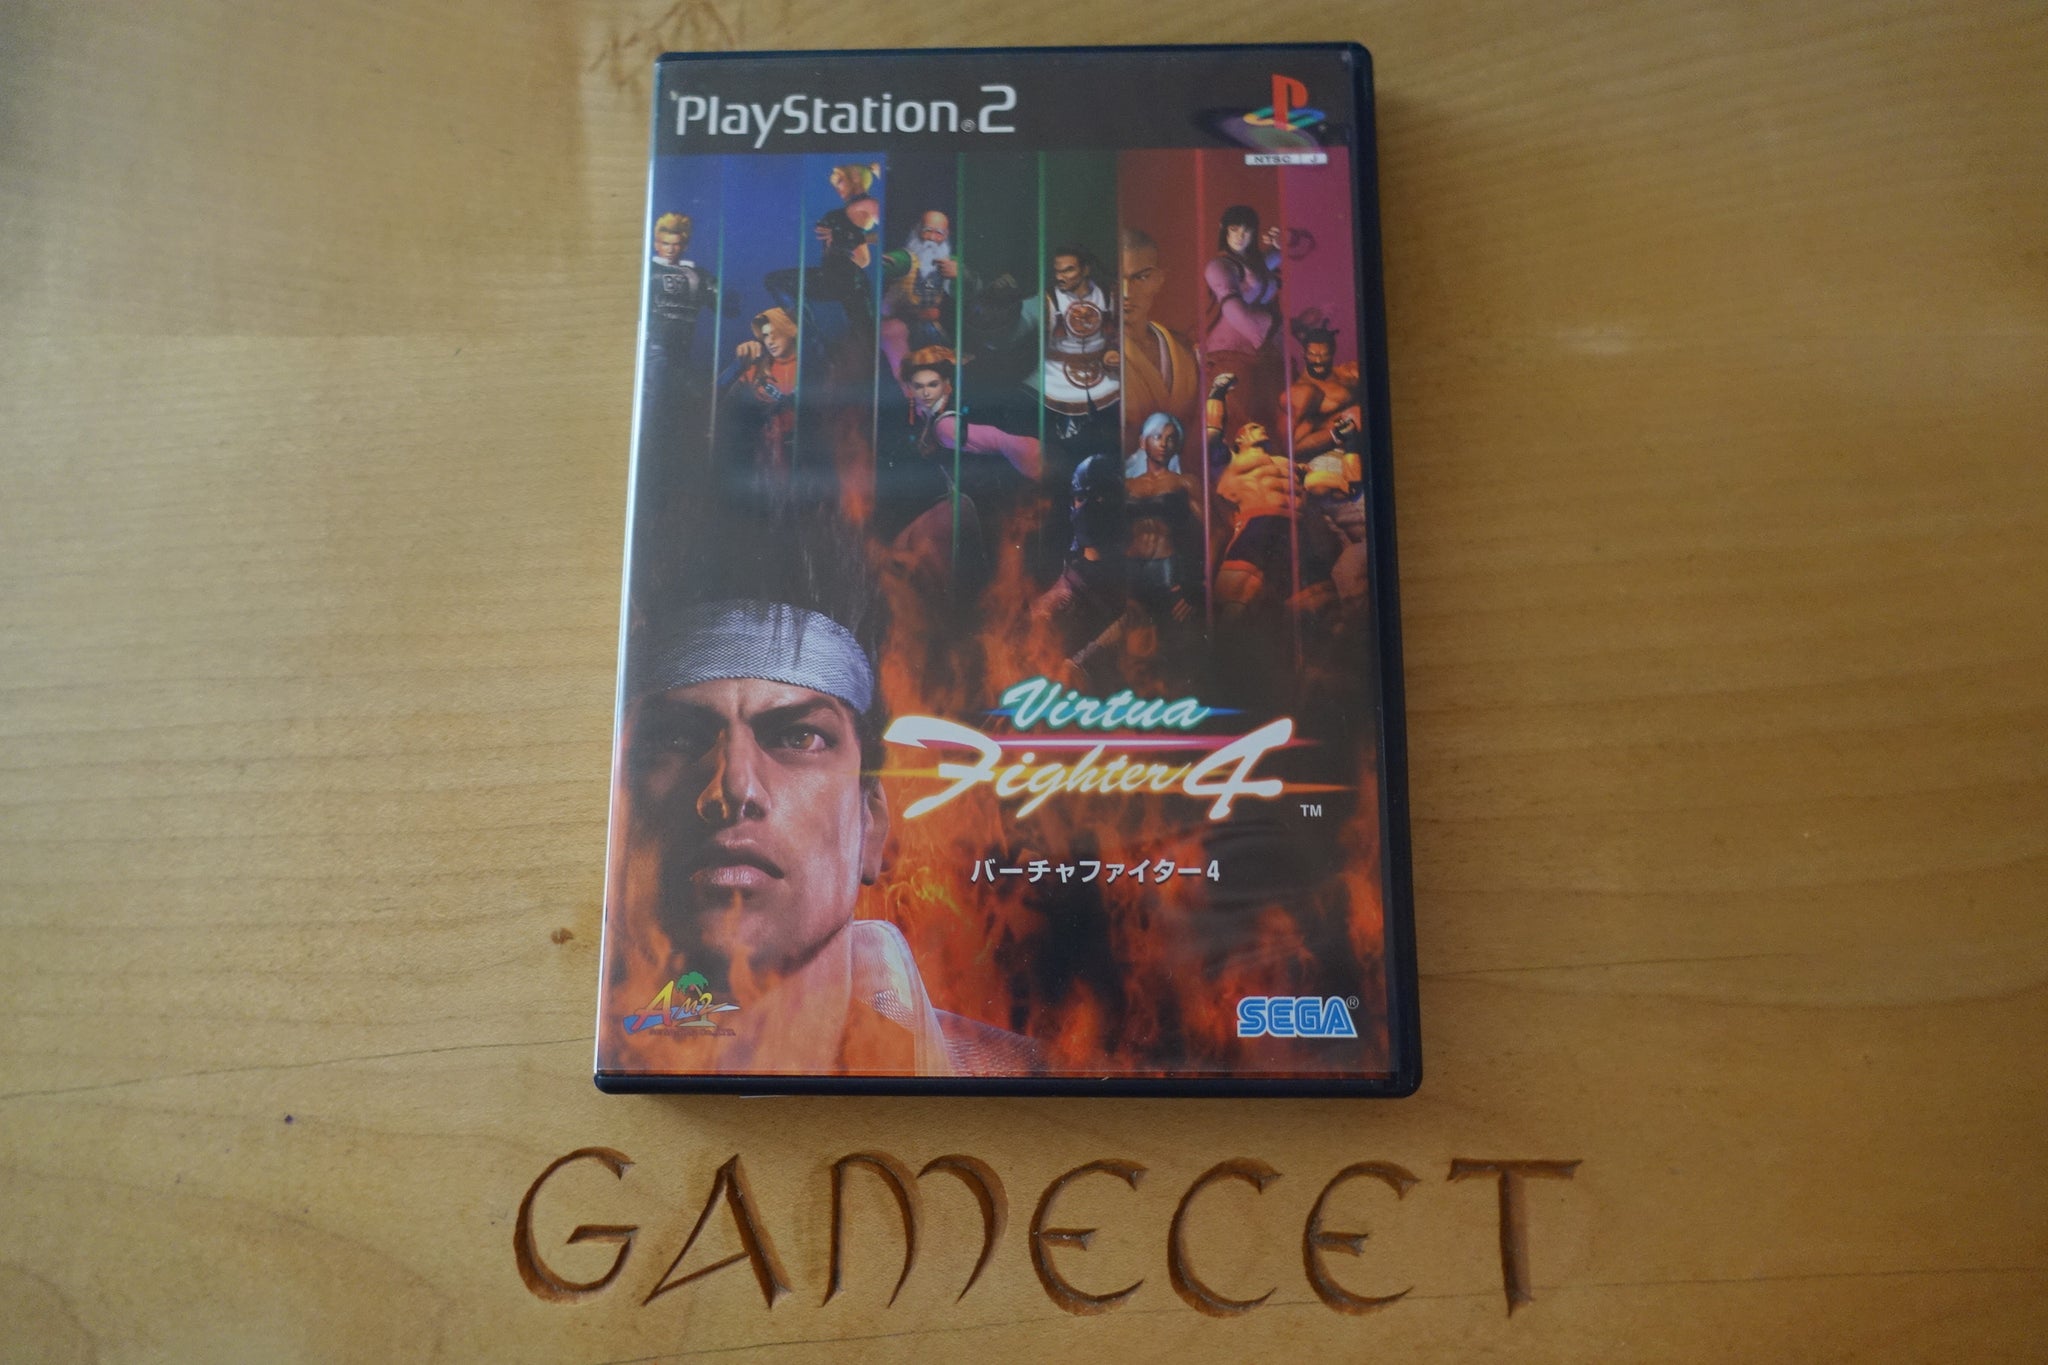 PlayStation®2
NTSC J
Virtua
Fighter 4
TM
バーチャファイター4
AM2
SEGA®
GAMECET